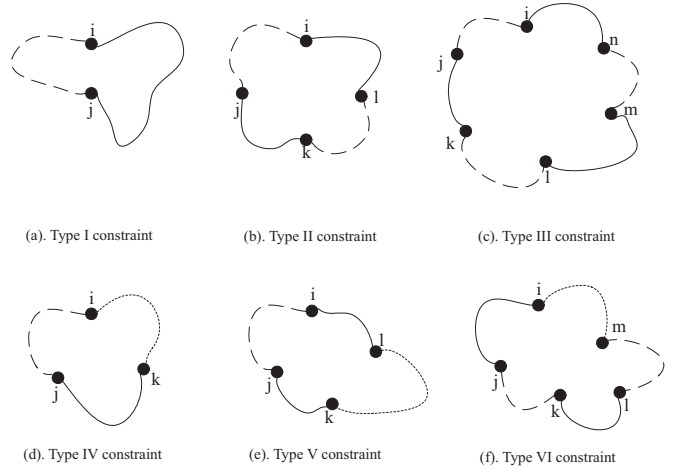 i
j
i
j
l
k
i
n
j
m
k
l
(a). Type I constraint
(b). Type II constraint
(c). Type III constraint
i
j
k
i
l
j
k
i
m
j
k
l
(d). Type IV constraint
(e). Type V constraint
(f). Type VI constraint